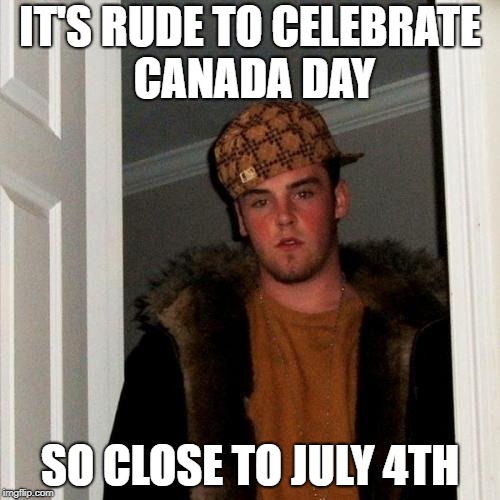 IT'S RUDE TO CELEBRATE
CANADA DAY
SO CLOSE TO JULY 4TH
imgflip.com